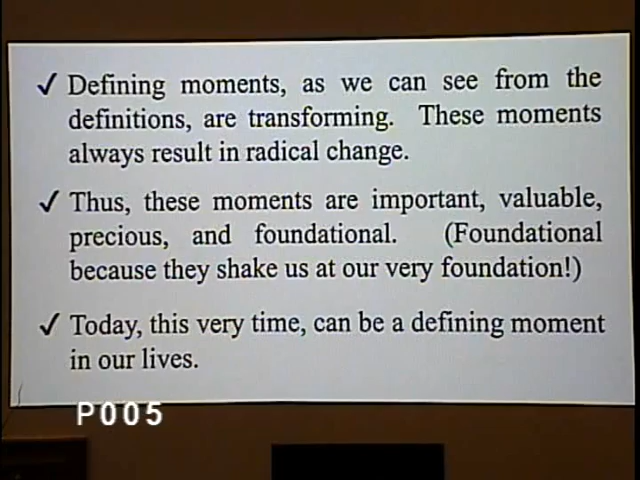 ✓ Defining moments, as we can see from the
definitions, are transforming. These moments
always result in radical change.
✓ Thus, these moments are important, valuable,
precious, and foundational. (Foundational
because they shake us at our very foundation!)
✓ Today, this very time, can be a defining moment
in our lives.
P005